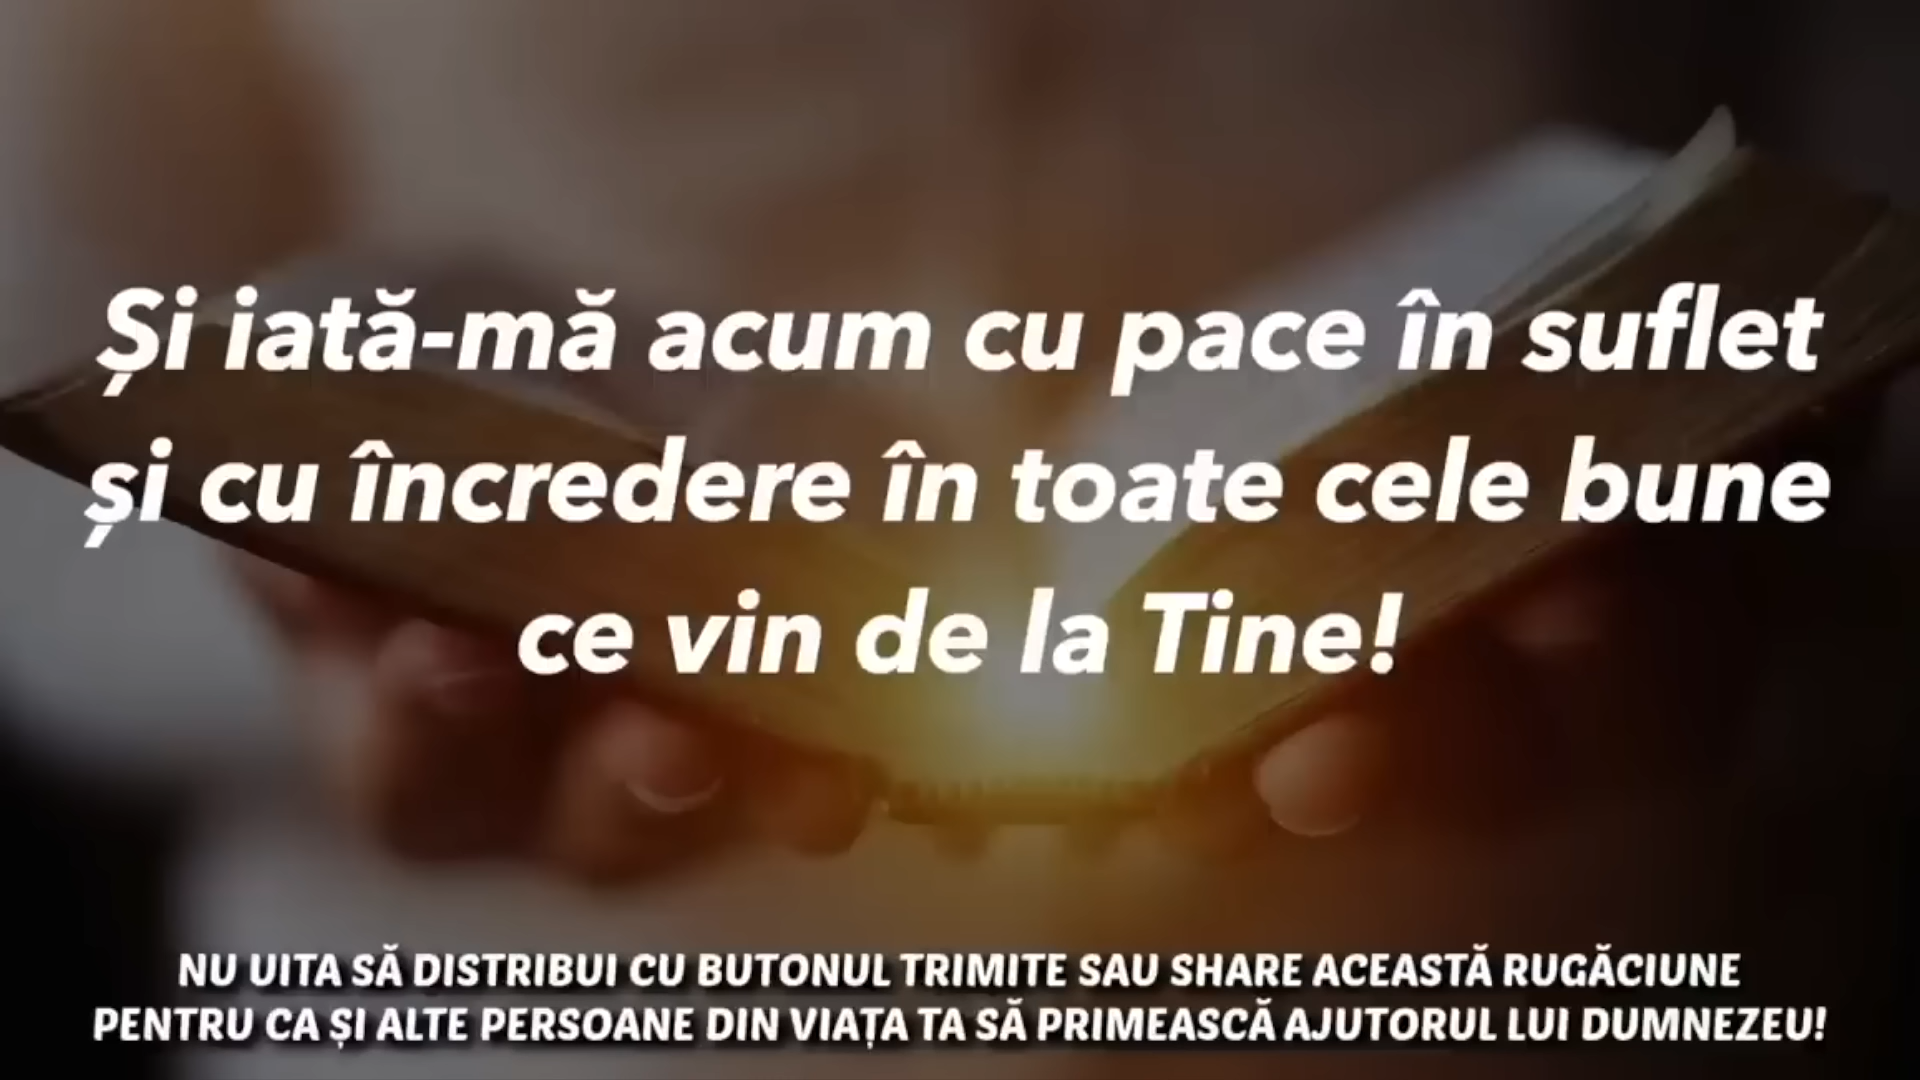 Și iată-mă acum cu pace în suflet
și cu încredere în toate cele bune
ce vin de la Tine!
NU UITA SĂ DISTRIBUI CU BUTONUL TRIMITE SAU SHARE ACEASTĂ RUGĂCIUNE
PENTRU CA ȘI ALTE PERSOANE DIN VIAȚA TA SĂ PRIMEASCĂ AJUTORUL LUI DUMNEZEU!